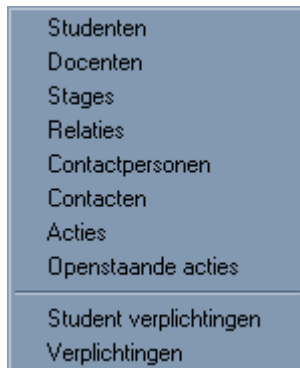 Studenten
Docenten
Stages
Relaties
Contactpersonen
Contacten
Acties
Openstaande acties
Student verplichtingen
Verplichtingen